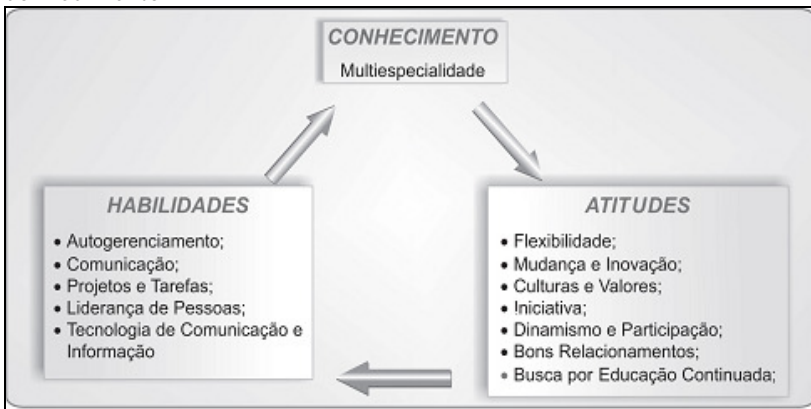 CONHECIMENTO
Multiespecialidade
HABILIDADES
• Autogerenciamento;
• Comunicação;
• Projetos e Tarefas;
• Liderança de Pessoas;
• Tecnologia de Comunicação e
Informação
ATITUDES
• Flexibilidade;
• Mudança e Inovação;
• Culturas e Valores;
• Iniciativa;
• Dinamismo e Participação;
• Bons Relacionamentos;
• Busca por Educação Continuada;